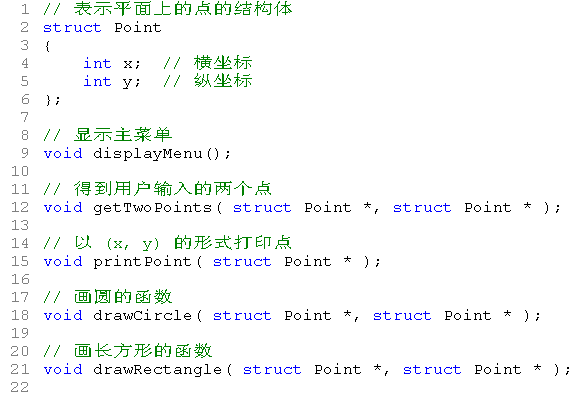 1 // 表示平面上的点的结构体
2 struct Point
3 {
4     int x;  // 横坐标
5     int y;  // 纵坐标
6 };
7
8 // 显示主菜单
9 void displayMenu();
10
11 // 得到用户输入的两个点
12 void getTwoPoints( struct Point *, struct Point * );
13
14 // 以 (x, y) 的形式打印点
15 void printPoint( struct Point * );
16
17 // 画圆的函数
18 void drawCircle( struct Point *, struct Point * );
19
20 // 画长方形的函数
21 void drawRectangle( struct Point *, struct Point * );
22